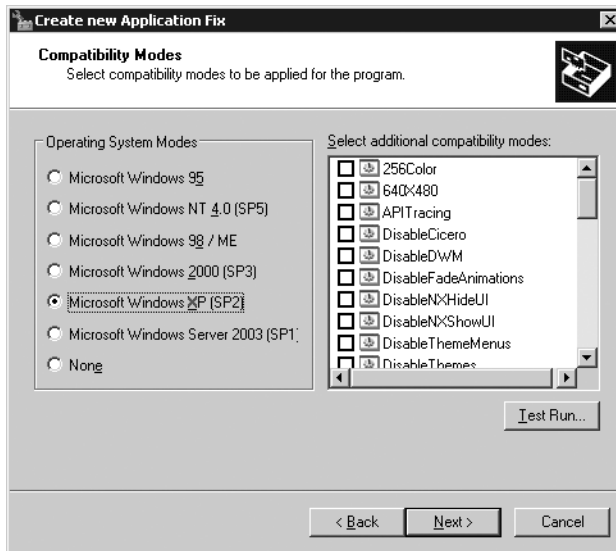 Create new Application Fix
Compatibility Modes
Select compatibility modes to be applied for the program.
Operating System Modes
Microsoft Windows 95
Microsoft Windows NT 4.0 (SP5)
Microsoft Windows 98 / ME
Microsoft Windows 2000 (SP3)
Microsoft Windows XP (SP2)
Microsoft Windows Server 2003 (SP1)
None
Select additional compatibility modes:
256Color
640X480
APITracing
DisableCicero
DisableDWM
DisableFadeAnimations
DisableNXHideUI
DisableNXShowUI
DisableThemeMenus
DisableThemes
Test Run...
< Back
Next >
Cancel